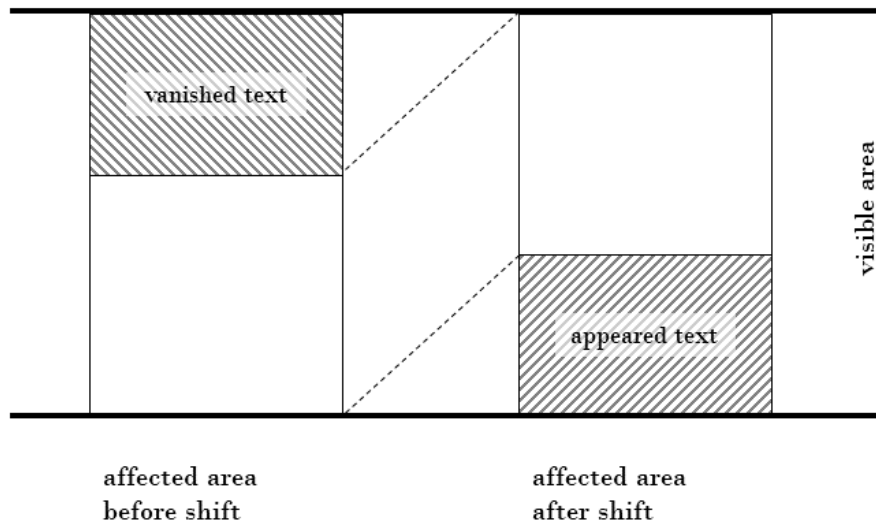 vanished text
visible area
appeared text
affected area
before shift
affected area
after shift